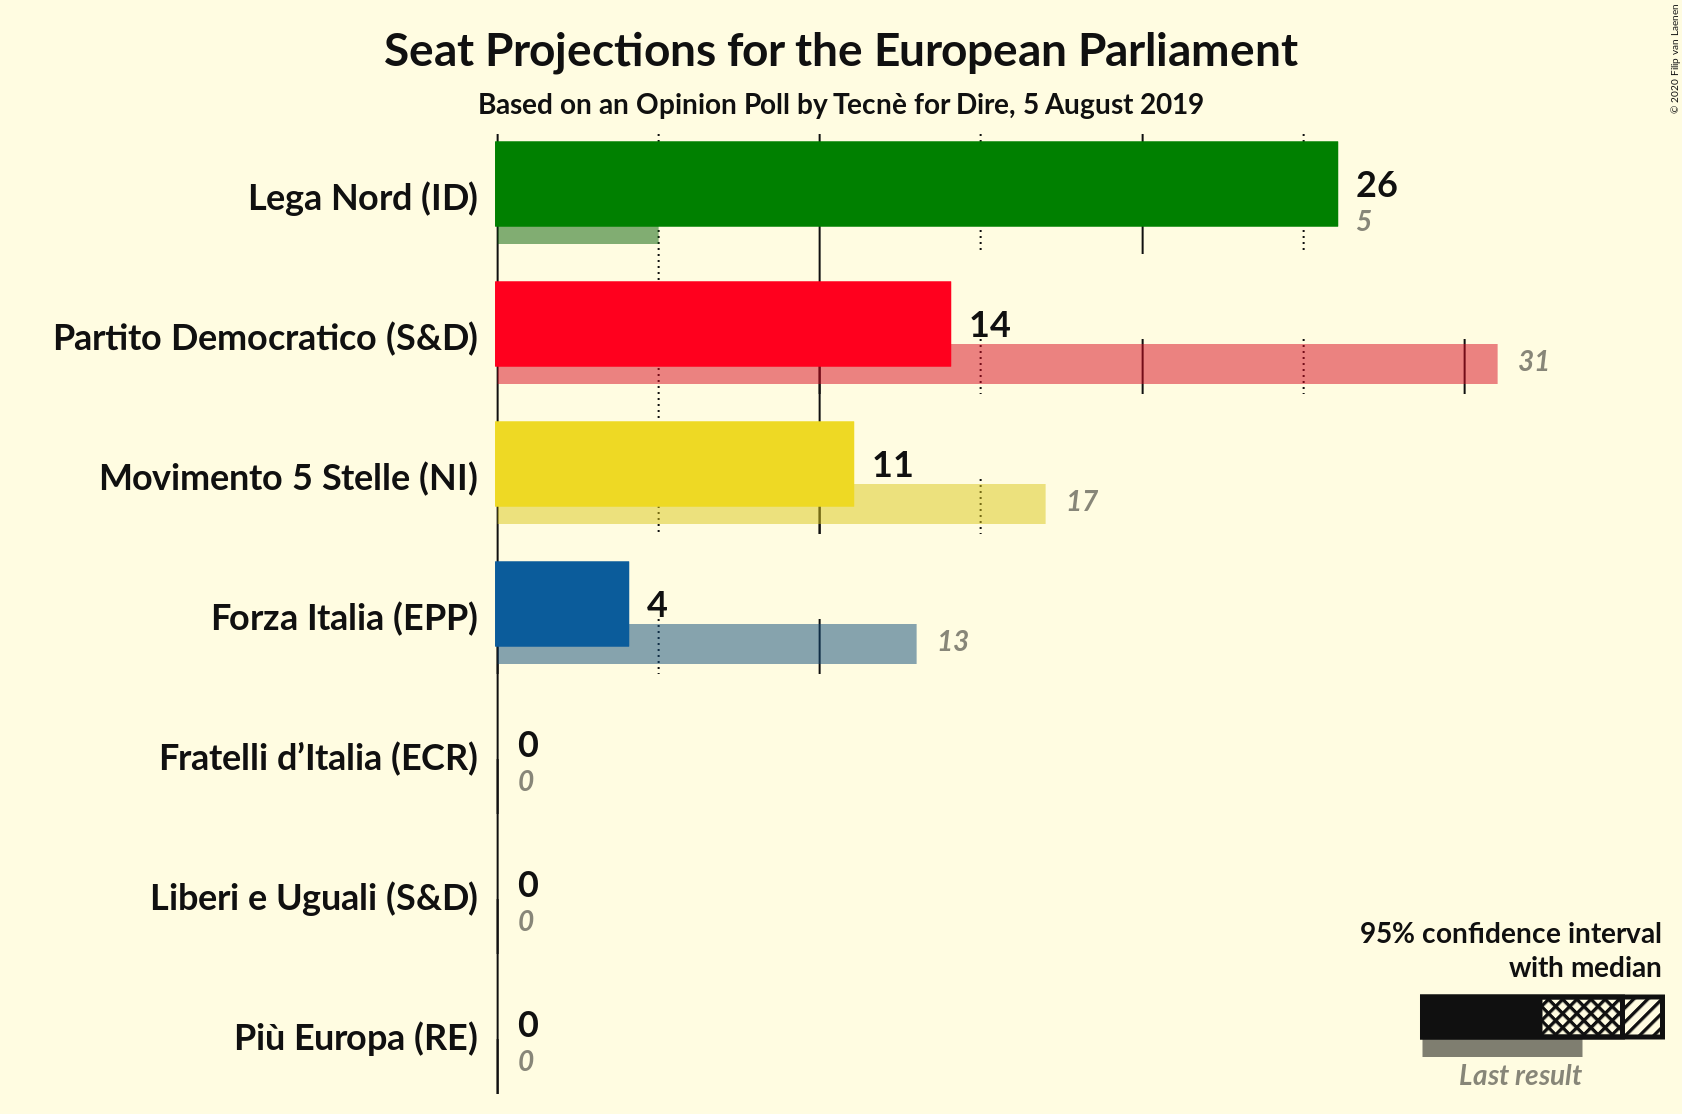 Seat Projections for the European Parliament
Based on an Opinion Poll by Tecnè for Dire, 5 August 2019
© 2020 Filip van Laenen
Lega Nord (ID)
26
5
Partito Democratico (S&D)
14
31
Movimento 5 Stelle (NI)
11
17
Forza Italia (EPP)
4
13
Fratelli d’Italia (ECR)
0
0
Liberi e Uguali (S&D)
0
0
Più Europa (RE)
0
0
95% confidence interval
with median
Last result